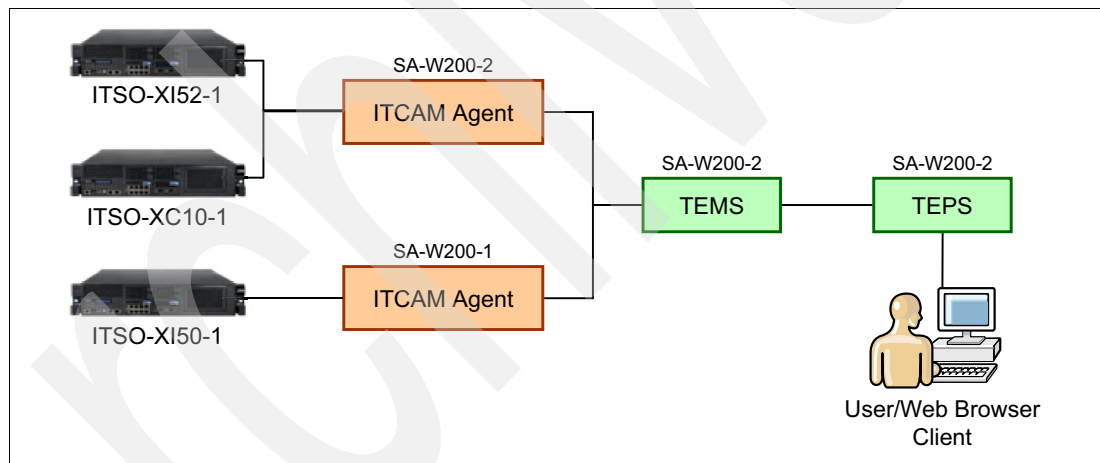 SA-W200-2
ITCAM Agent
ITSO-XI52-1
SA-W200-2
TEMS
SA-W200-2
TEPS
ITSO-XC10-1
SA-W200-1
ITCAM Agent
ITSO-XI50-1
User/Web Browser
Client